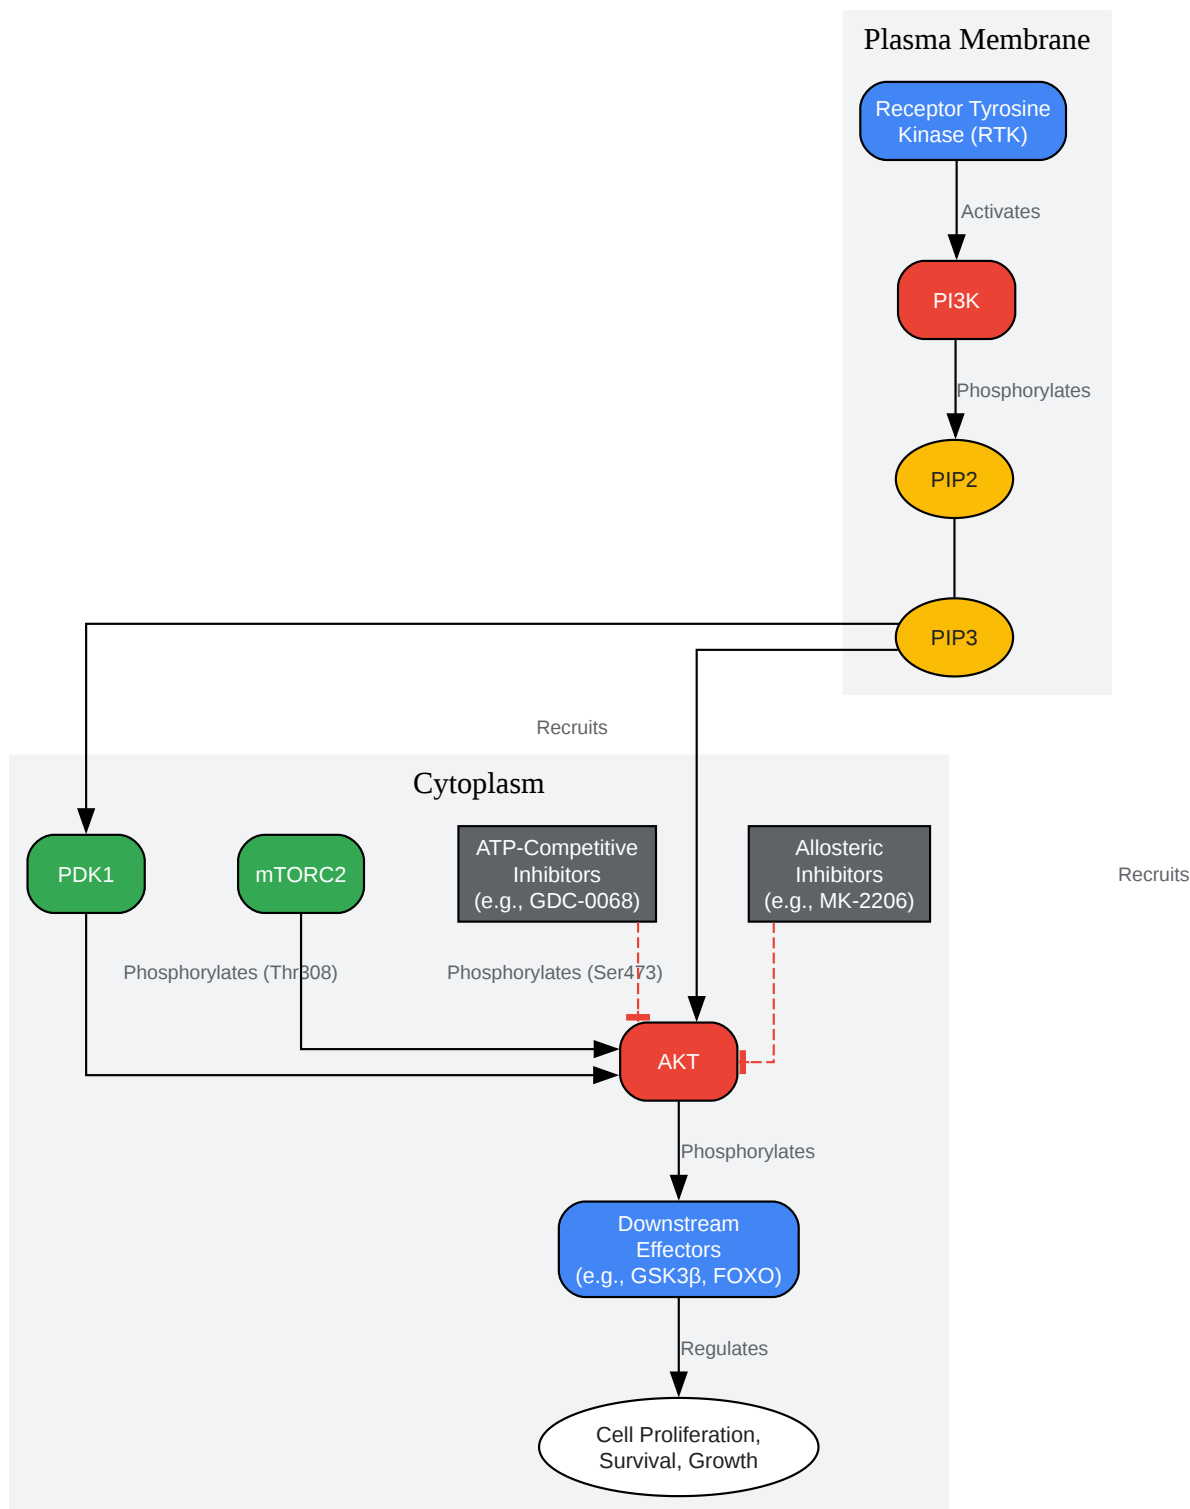 Plasma Membrane
Receptor Tyrosine
Kinase (RTK)
Activates
PI3K
Phosphorylates
PIP2
PIP3
Recruits
Cytoplasm
PDK1
mTORC2
ATP-Competitive
Inhibitors
(e.g., GDC-0068)
Allosteric
Inhibitors
(e.g., MK-2206)
Recruits
Phosphorylates (Thr308)
Phosphorylates (Ser473)
AKT
Phosphorylates
Downstream
Effectors
(e.g., GSK3β, FOXO)
Regulates
Cell Proliferation,
Survival, Growth